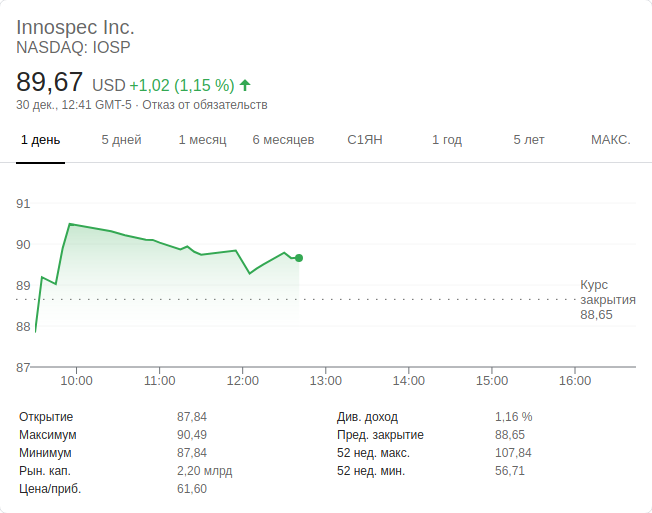 Innospec Inc.
NASDAQ: IOSP
89,67 USD +1,02 (1,15 %)
30 дек., 12:41 GMT-5 · Отказ от обязательств
1 день 5 дней 1 месяц 6 месяцев С1ЯН 1 год 5 лет МАКС.
91
90
89
88
87
Курс
закрытия
88,65
10:00 11:00 12:00 13:00 14:00 15:00 16:00
Открытие 87,84 Див. доход 1,16 %
Максимум 90,49 Пред. закрытие 88,65
Минимум 87,84 52 нед. макс. 107,84
Рын. кап. 2,20 млрд 52 нед. мин. 56,71
Цена/приб. 61,60